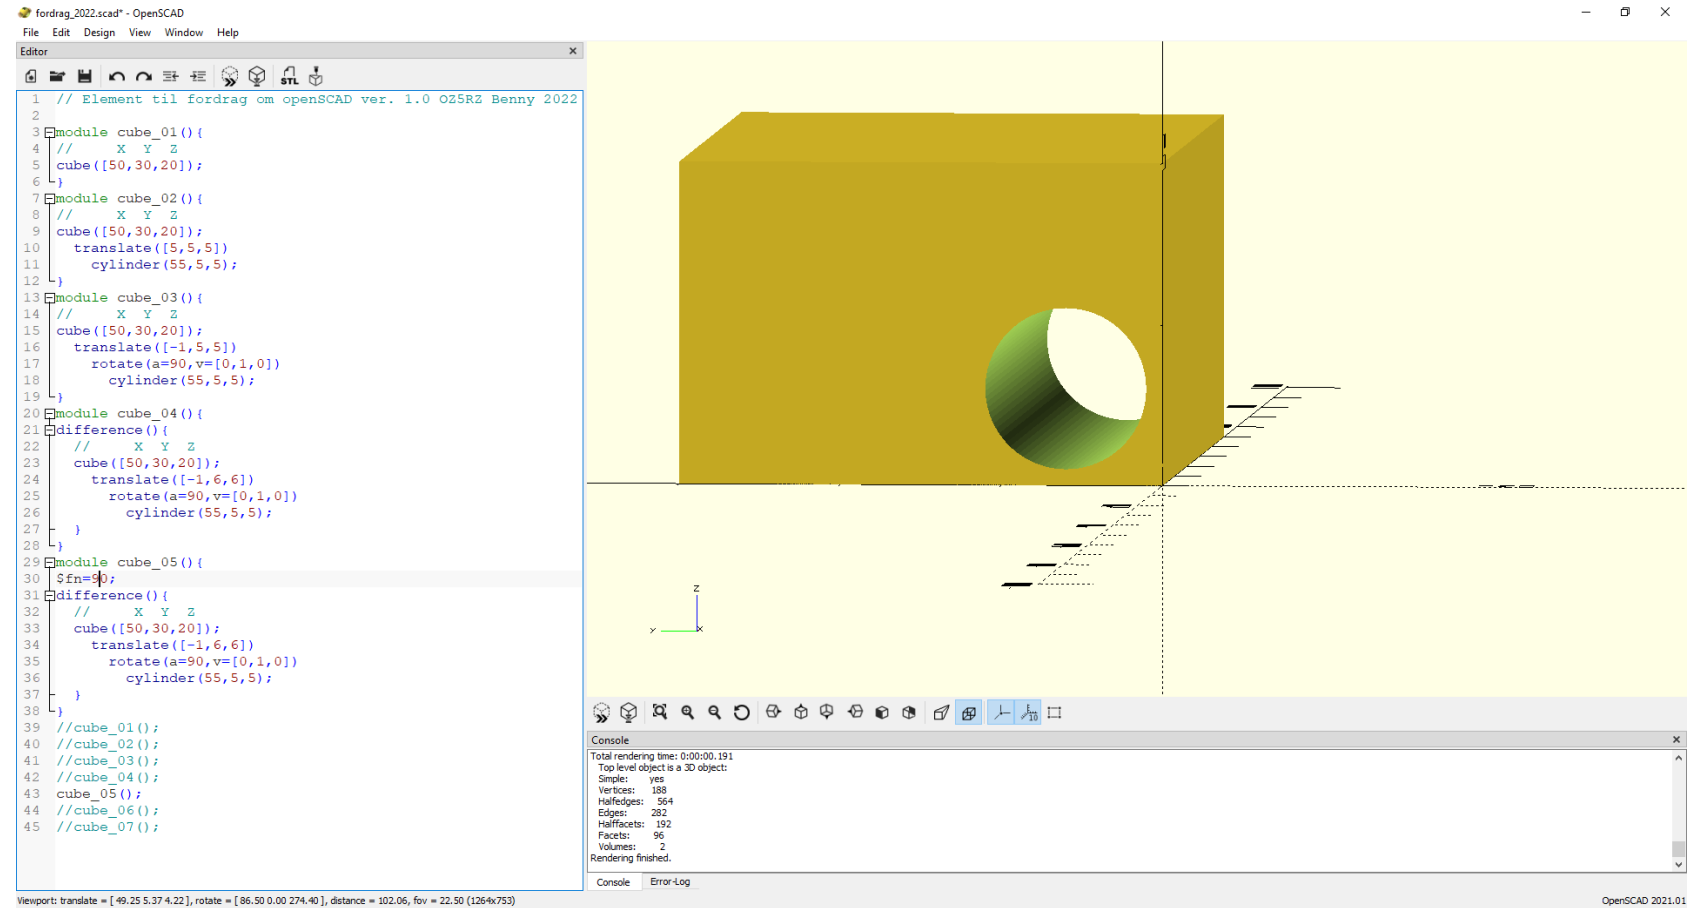 fordrag_2022.scad* - OpenSCAD
File Edit Design View Window Help
Editor
STL
1 // Element til fordrag om openSCAD ver. 1.0 OZ5RZ Benny 2022
2
3 module cube_01(){
4 // X Y Z
5 cube([50,30,20]);
6 }
7 module cube_02(){
8 // X Y Z
9 cube([50,30,20]);
10 translate([5,5,5])
11 cylinder(55,5,5);
12 }
13 module cube_03(){
14 // X Y Z
15 cube([50,30,20]);
16 translate([-1,5,5])
17 rotate(a=90,v=[0,1,0])
18 cylinder(55,5,5);
19 }
20 module cube_04(){
21 difference(){
22 // X Y Z
23 cube([50,30,20]);
24 translate([-1,6,6])
25 rotate(a=90,v=[0,1,0])
26 cylinder(55,5,5);
27 }
28 }
29 module cube_05(){
30 $fn=90;
31 difference(){
32 // X Y Z
33 cube([50,30,20]);
34 translate([-1,6,6])
35 rotate(a=90,v=[0,1,0])
36 cylinder(55,5,5);
37 }
38 }
39 //cube_01();
40 //cube_02();
41 //cube_03();
42 //cube_04();
43 cube_05();
44 //cube_06();
45 //cube_07();
Z
Y
X
10
Console
Total rendering time: 0:00:00.191
Top level object is a 3D object:
Simple: yes
Vertices: 188
Halfedges: 564
Edges: 282
Halffacets: 192
Facets: 96
Volumes: 2
Rendering finished.
Console Error-Log
Viewport: translate = [ 49.25 5.37 4.22 ], rotate = [ 86.50 0.00 274.40 ], distance = 102.06, fov = 22.50 (1264x753)
OpenSCAD 2021.01